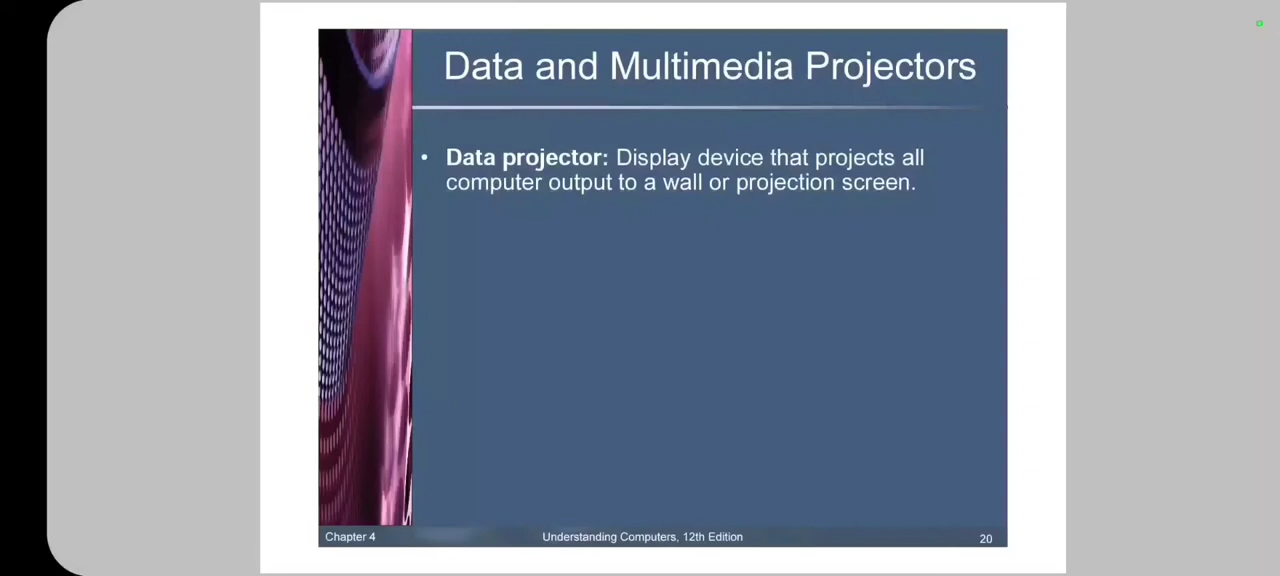 Data and Multimedia Projectors
• Data projector: Display device that projects all
computer output to a wall or projection screen.
Chapter 4
Understanding Computers, 12th Edition
20